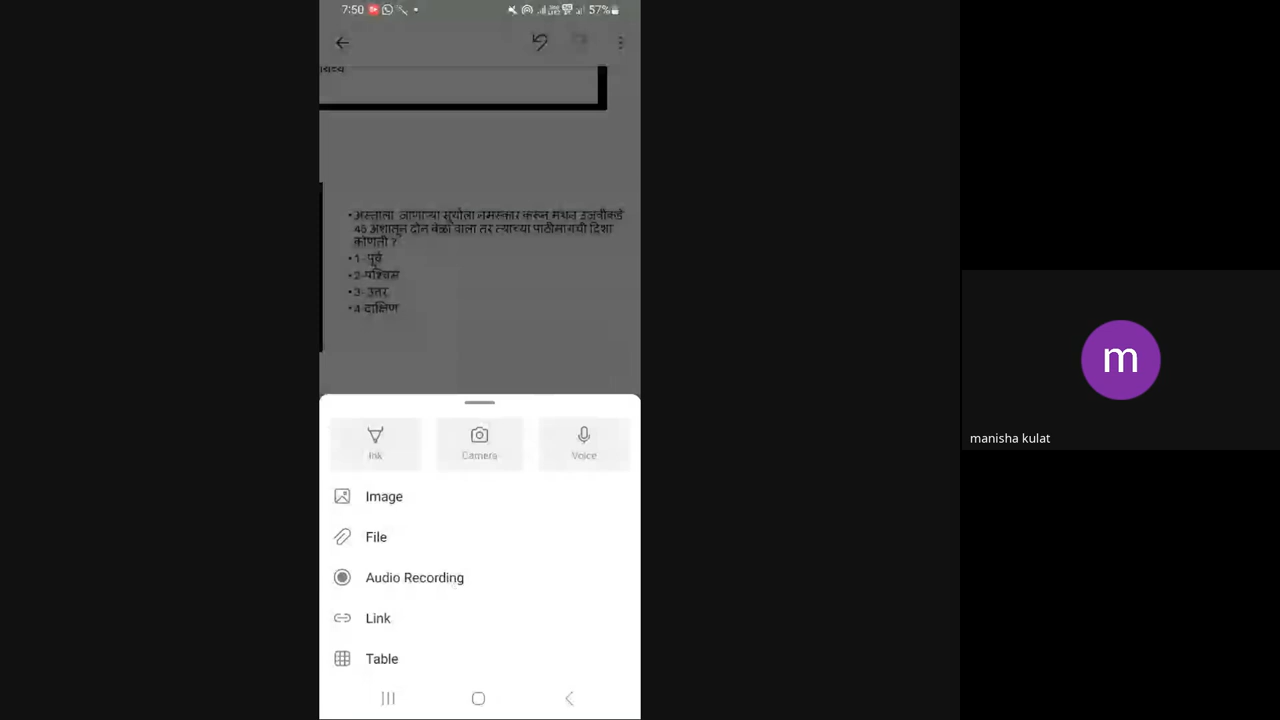 7:50 57%
• अस्ताला जाणाऱ्या सूर्याला नमस्कार करून मंथन उजवीकडे
45 अंशातून दोन वेळा वळला तर त्याच्या पाठीमागची दिशा
कोणती ?
• 1- पूर्व
• 2-पश्चिम
• 3- उत्तर
• 4-दक्षिण
Ink Camera Voice
Image
File
Audio Recording
Link
Table
m
manisha kulat